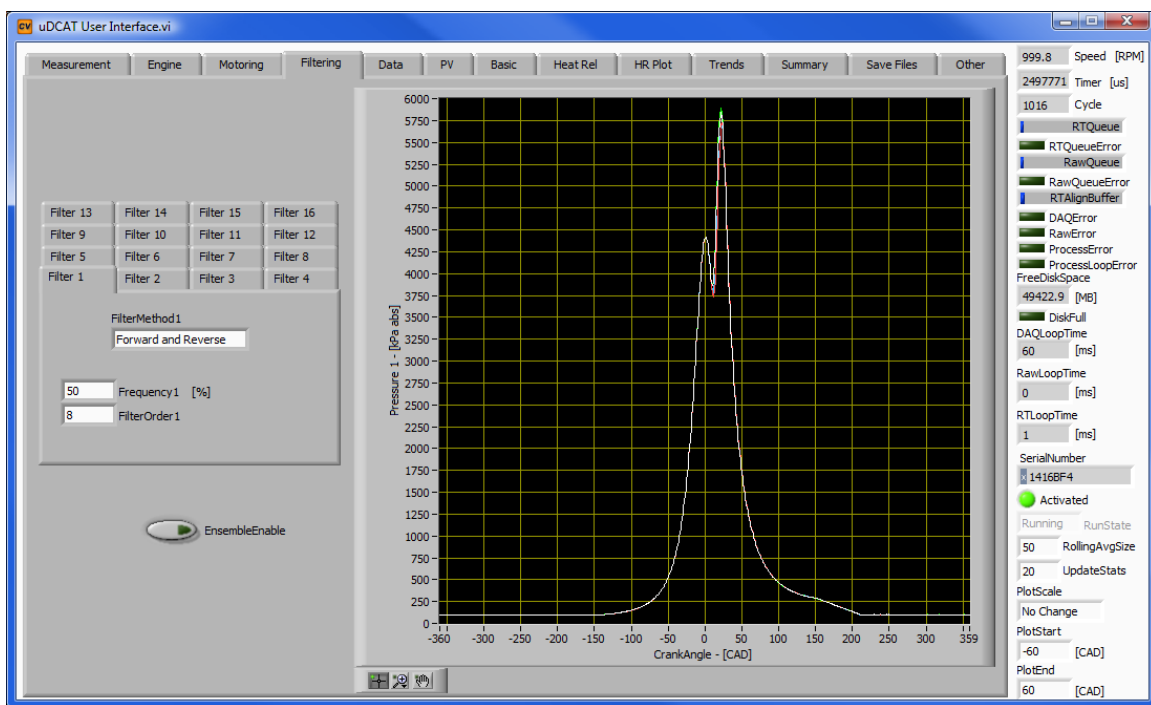 CV uDCAT User Interface.vi
Measurement Engine Motoring Filtering Data PV Basic Heat Rel HR Plot Trends Summary Save Files Other
Filter 13 Filter 14 Filter 15 Filter 16
Filter 9 Filter 10 Filter 11 Filter 12
Filter 5 Filter 6 Filter 7 Filter 8
Filter 1 Filter 2 Filter 3 Filter 4
FilterMethod1
Forward and Reverse
50 Frequency1 [%]
8 FilterOrder1
EnsembleEnable
Pressure 1 - [kPa abs]
6000
5750
5500
5250
5000
4750
4500
4250
4000
3750
3500
3250
3000
2750
2500
2250
2000
1750
1500
1250
1000
750
500
250
0
-360 -300 -250 -200 -150 -100 -50 0 50 100 150 200 250 300 359
CrankAngle - [CAD]
999.8 Speed [RPM]
2497771 Timer [us]
1016 Cycle
RTQueue
RTQueueError
RawQueue
RawQueueError
RTAlignBuffer
DAQError
RawError
ProcessError
ProcessLoopError
FreeDiskSpace
49422.9 [MB]
DiskFull
DAQLoopTime
60 [ms]
RawLoopTime
0 [ms]
RTLoopTime
1 [ms]
SerialNumber
x 1416BF4
Activated
Running RunState
50 RollingAvgSize
20 UpdateStats
PlotScale
No Change
PlotStart
-60 [CAD]
PlotEnd
60 [CAD]